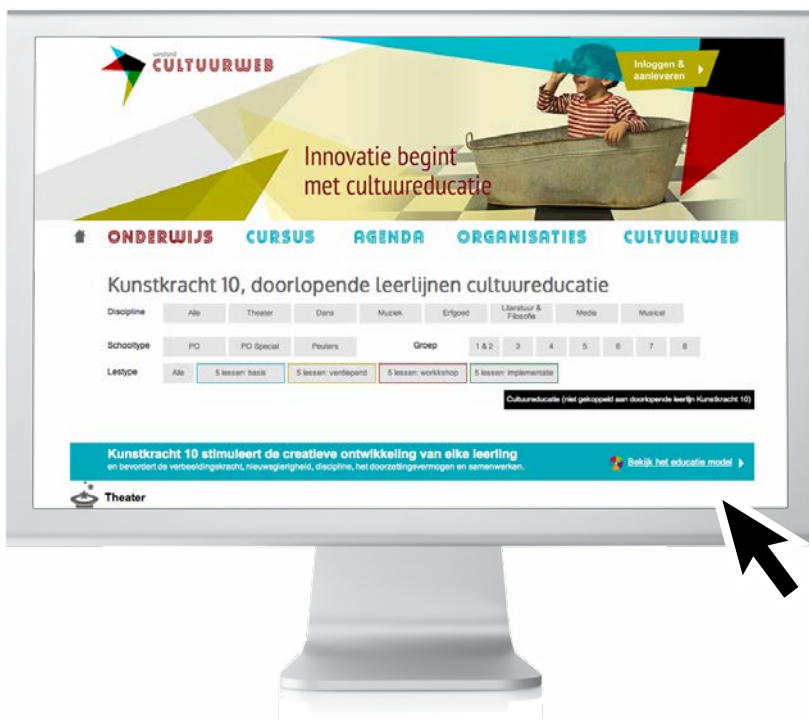 westland
CULTUURWEB
Inloggen &
aanleveren
Innovatie begint
met cultuureducatie
ONDERWIJS CURSUS AGENDA ORGANISATIES CULTUURWEB
Kunstkracht 10, doorlopende leerlijnen cultuureducatie
Discipline Alle Theater Dans Muziek Erfgoed Literatuur & Filosofie Media Musical
Schooltype PO PO Special Peuters Groep 1 & 2 3 4 5 6 7 8
Lestype Alle 5 lessen: basis 5 lessen: verdiepend 5 lessen: workkshop 5 lessen: implementatie
Cultuureducatie (niet gekoppeld aan doorlopende leerlijn Kunstkracht 10)
Kunstkracht 10 stimuleert de creatieve ontwikkeling van elke leerling
en bevordert de verbeeldingskracht, nieuwsgierigheid, discipline, het doorzettingsvermogen en samenwerken.
Bekijk het educatie model
Theater